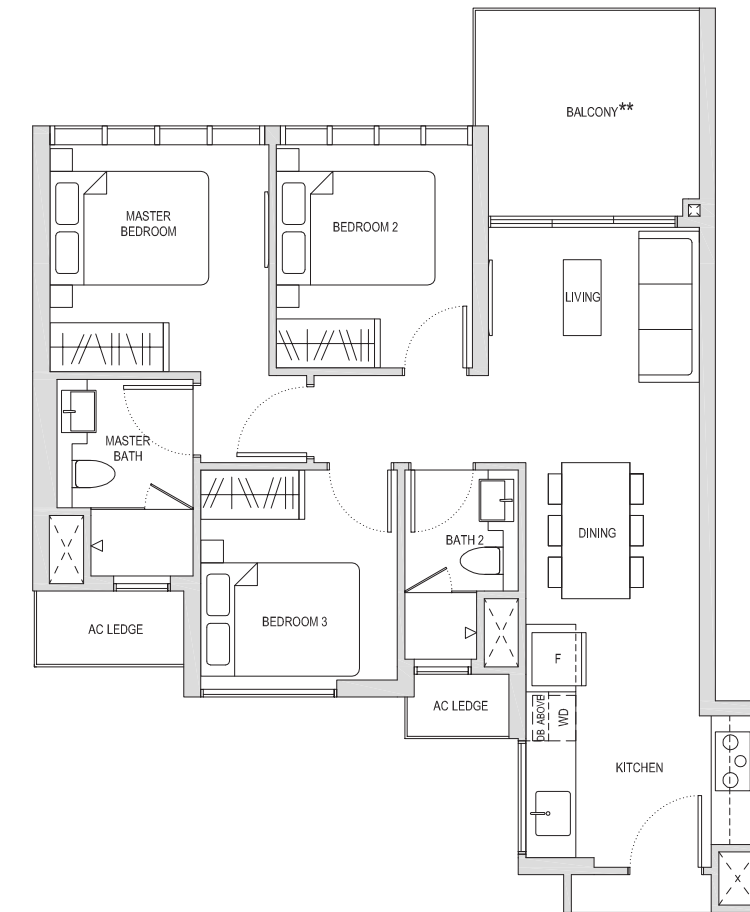 BALCONY**
MASTER
BEDROOM
BEDROOM 2
LIVING
MASTER
BATH
BATH 2
DINING
BEDROOM 3
AC LEDGE
F
AC LEDGE
DB ABOVE
WD
KITCHEN
x